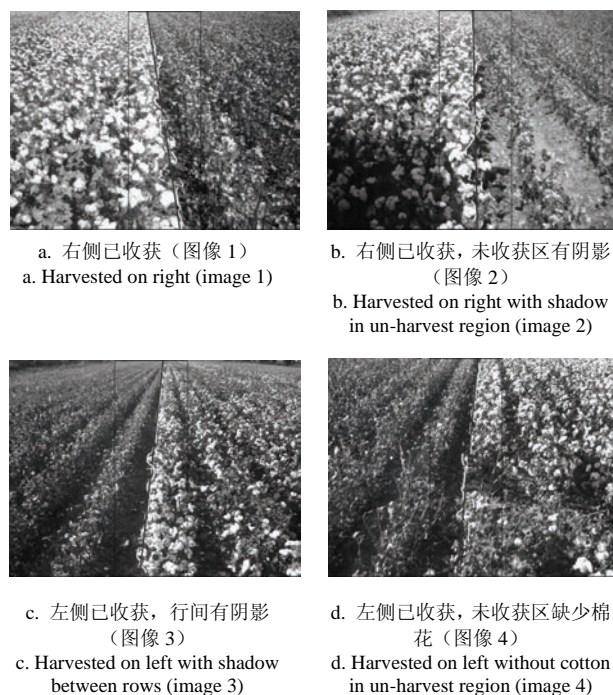 a. 右侧已收获（图像 1）
a. Harvested on right (image 1)
b. 右侧已收获，未收获区有阴影
（图像 2）
b. Harvested on right with shadow
in un-harvest region (image 2)
c. 左侧已收获，行间有阴影
（图像 3）
c. Harvested on left with shadow
between rows (image 3)
d. 左侧已收获，未收获区缺少棉
花（图像 4）
d. Harvested on left without cotton
in un-harvest region (image 4)